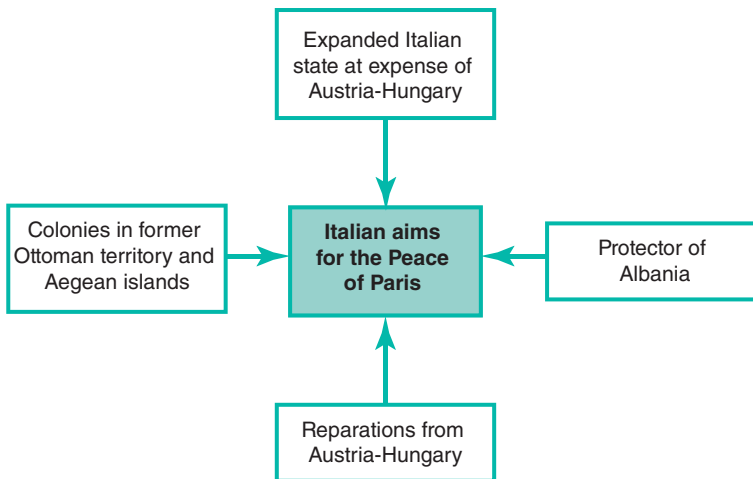 Expanded Italian
state at expense of
Austria-Hungary
Colonies in former
Ottoman territory and
Aegean islands
Italian aims
for the Peace
of Paris
Protector of
Albania
Reparations from
Austria-Hungary